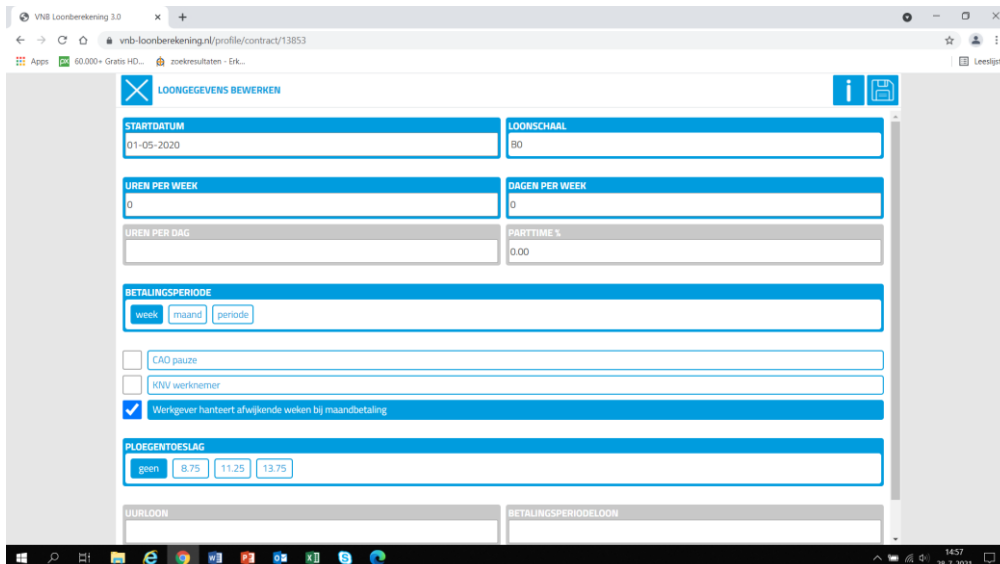 VNB Loonberekening 3.0
vnb-loonberekening.nl/profile/contract/13853
Apps 60.000+ Gratis HD... zoekresultaten - Erk... Leeslijst
LOONGEGEVENS BEWERKEN
STARTDATUM LOONSCHAAL
01-05-2020 B0
UREN PER WEEK DAGEN PER WEEK
0 0
UREN PER DAG PARTTIME %
0.00
BETALINGSPERIODE
week maand periode
CAO pauze
KNV werknemer
Werkgever hanteert afwijkende weken bij maandbetaling
PLOEGENTOESLAG
geen 8.75 11.25 13.75
UURLOON BETALINGSPERIODELOON
14:57
28-7-2021